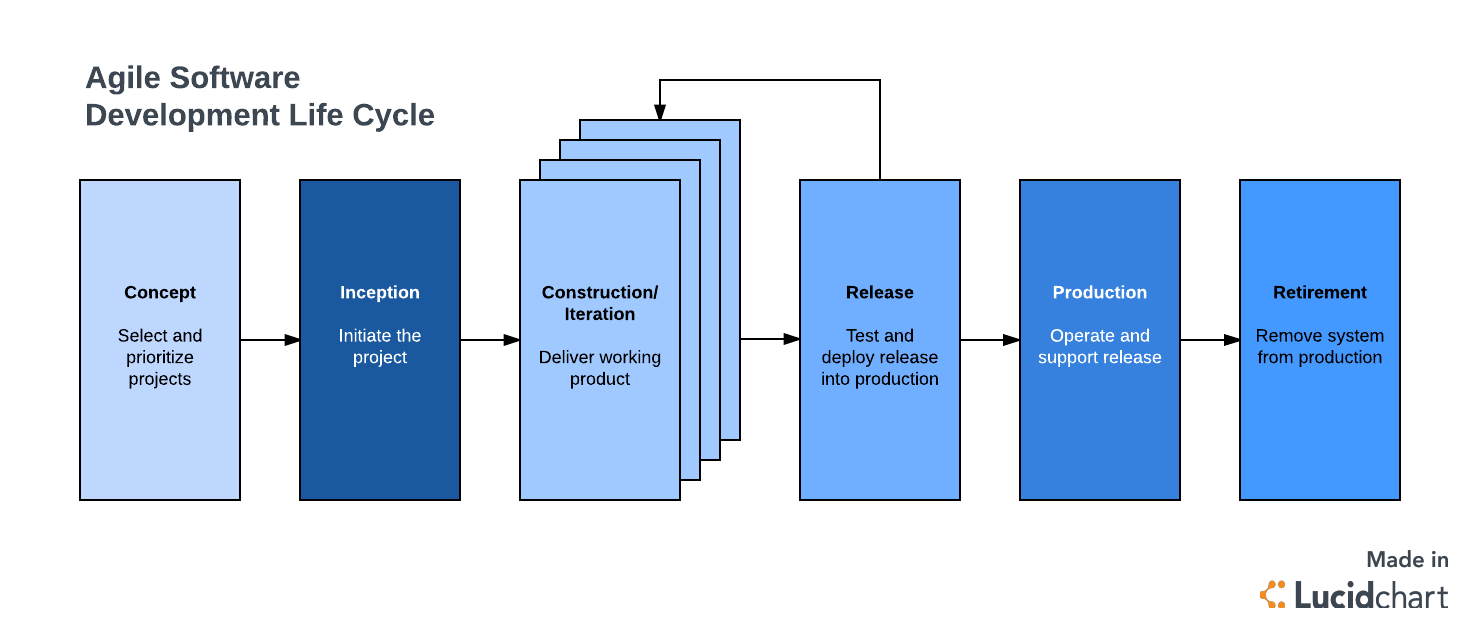 Agile Software
Development Life Cycle
Concept
Select and
prioritize
projects
Inception
Initiate the
project
Construction/
Iteration
Deliver working
product
Release
Test and
deploy release
into production
Production
Operate and
support release
Retirement
Remove system
from production
Made in
Lucidchart